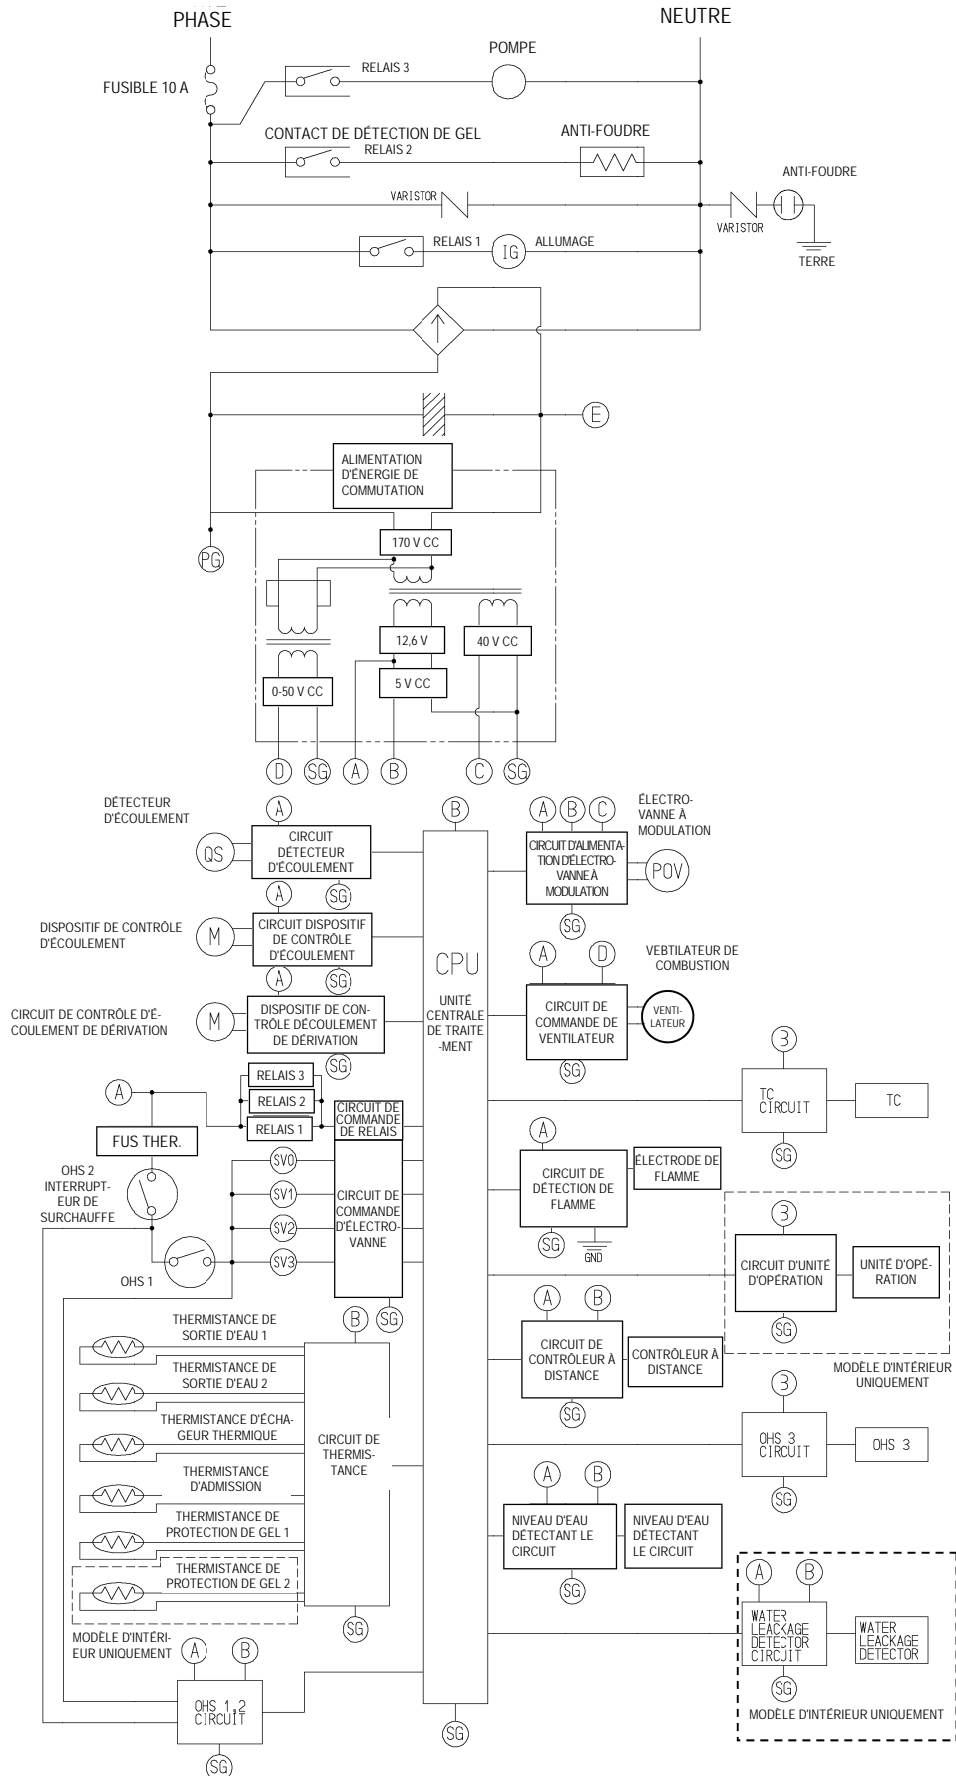 PHASE
NEUTRE
FUSIBLE 10 A
RELAIS 3
POMPE
CONTACT DE DÉTECTION DE GEL
RELAIS 2
ANTI-FOUDRE
VARISTOR
VARISTOR
ANTI-FOUDRE
TERRE
RELAIS 1
IG
ALLUMAGE
E
ALIMENTATION
D'ÉNERGIE DE
COMMUTATION
PG
170 V CC
12,6 V
40 V CC
0-50 V CC
5 V CC
D
SG
A
B
C
SG
DÉTECTEUR
D'ÉCOULEMENT
A
QS
CIRCUIT
DÉTECTEUR
D'ÉCOULEMENT
SG
DISPOSITIF DE CONTRÔLE
D'ÉCOULEMENT
A
M
CIRCUIT DISPOSITIF
DE CONTRÔLE
D'ÉCOULEMENT
SG
CIRCUIT DE CONTRÔLE D'É-
COULEMENT DE DÉRIVATION
A
M
DISPOSITIF DE CON-
TRÔLE DÉCOULEMENT
DE DÉRIVATION
SG
A
RELAIS 3
RELAIS 2
RELAIS 1
CIRCUIT DE
COMMANDE
DE RELAIS
FUS THER.
OHS 2
INTERRUPT-
EUR DE
SURCHAUFFE
OHS 1
SV0
SV1
SV2
SV3
CIRCUIT DE
COMMANDE
D'ÉLECTRO-
VANNE
SG
B
THERMISTANCE DE
SORTIE D'EAU 1
THERMISTANCE DE
SORTIE D'EAU 2
THERMISTANCE D'ÉCHA-
GEUR THERMIQUE
THERMISTANCE
D'ADMISSION
THERMISTANCE DE
PROTECTION DE GEL 1
THERMISTANCE DE
PROTECTION DE GEL 2
CIRCUIT DE
THERMIS-
TANCE
SG
MODÈLE D'INTÉRI-
EUR UNIQUEMENT
A
B
OHS 1,2
CIRCUIT
SG
B
CPU
UNITÉ
CENTRALE
DE TRAITE
-MENT
SG
A
B
C
ÉLECTRO-
VANNE À
MODULATION
CIRCUIT D'ALIMENTA-
TION D'ÉLECTRO-
VANNE À
MODULATION
POV
SG
A
D
VEBTILATEUR DE
COMBUSTION
CIRCUIT DE
COMMANDE DE
VENTILATEUR
VENTI-
LATEUR
SG
3
TC
CIRCUIT
TC
SG
A
CIRCUIT DE
DÉTECTION DE
FLAMME
ÉLECTRODE DE
FLAMME
SG
GND
3
CIRCUIT D'UNITÉ
D'OPÉRATION
UNITÉ D'OPÉ-
RATION
SG
MODÈLE D'INTÉRIEUR
UNIQUEMENT
A
B
CIRCUIT DE
CONTRÔLEUR À
DISTANCE
CONTRÔLEUR À
DISTANCE
SG
3
OHS 3
CIRCUIT
OHS 3
SG
A
B
NIVEAU D'EAU
DÉTECTANT LE
CIRCUIT
NIVEAU D'EAU
DÉTECTANT
LE CIRCUIT
SG
A
B
WATER
LEACKAGE
DETECTOR
CIRCJIT
WATER
LEACKAGE
DETECTOR
SG
MODÈLE D'INTÉRIEUR UNIQUEMENT